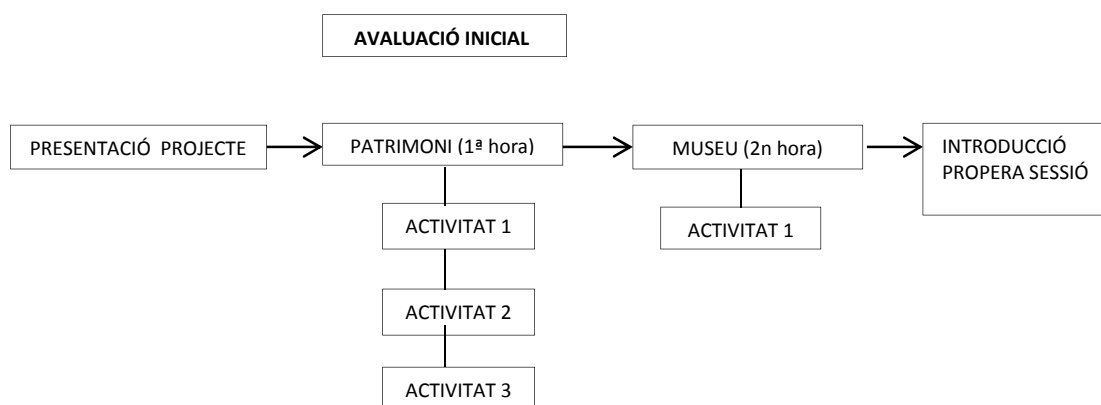 AVALUACIÓ INICIAL
PRESENTACIÓ PROJECTE
PATRIMONI (1ª hora)
MUSEU (2n hora)
INTRODUCCIÓ
PROPERA SESSIÓ
ACTIVITAT 1
ACTIVITAT 1
ACTIVITAT 2
ACTIVITAT 3